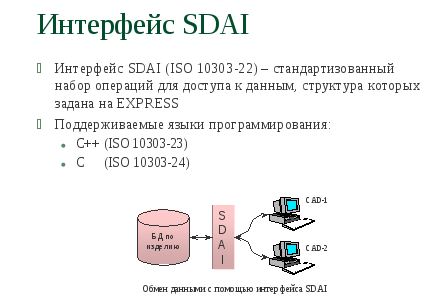 Интерфейс SDAI
Интерфейс SDAI (ISO 10303-22) – стандартизованный
набор операций для доступа к данным, структура которых
задана на EXPRESS
Поддерживаемые языки программирования:
C++ (ISO 10303-23)
C (ISO 10303-24)
CAD-1
S
D
A
I
БД по
изделию
CAD-2
Обмен данными с помощью интерфейса SDAI